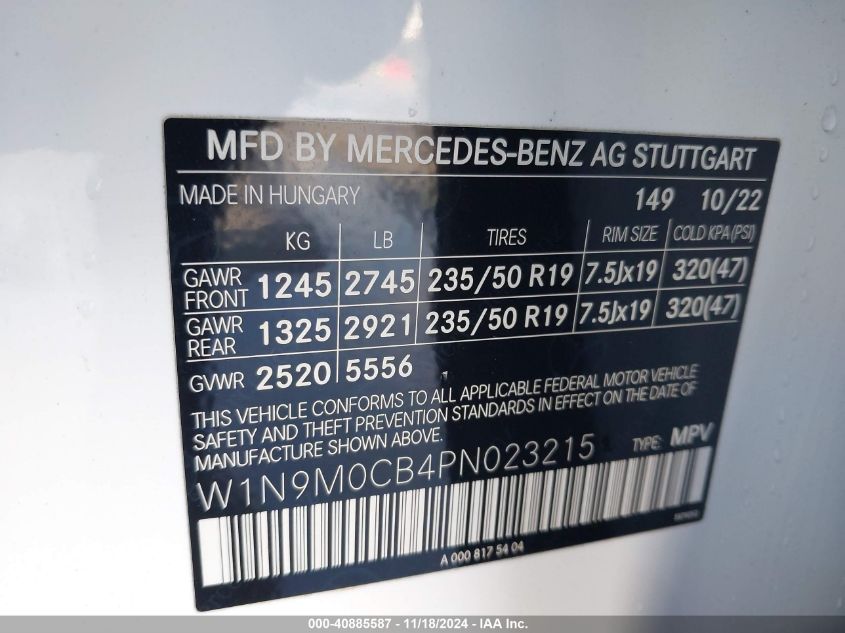 MFD BY MERCEDES-BENZ AG STUTTGART
MADE IN HUNGARY 149 10/22
KG LB TIRES RIM SIZE COLD KPA (PSI)
GAWR FRONT 1245 2745 235/50 R19 7.5Jx19 320(47)
GAWR REAR 1325 2921 235/50 R19 7.5Jx19 320(47)
GVWR 2520 5556
THIS VEHICLE CONFORMS TO ALL APPLICABLE FEDERAL MOTOR VEHICLE
SAFETY AND THEFT PREVENTION STANDARDS IN EFFECT ON THE DATE OF
MANUFACTURE SHOWN ABOVE.
W1N9M0CB4PN023215 TYPE: MPV
A 000 817 54 04
000-40885587 - 11/18/2024 - IAA Inc.